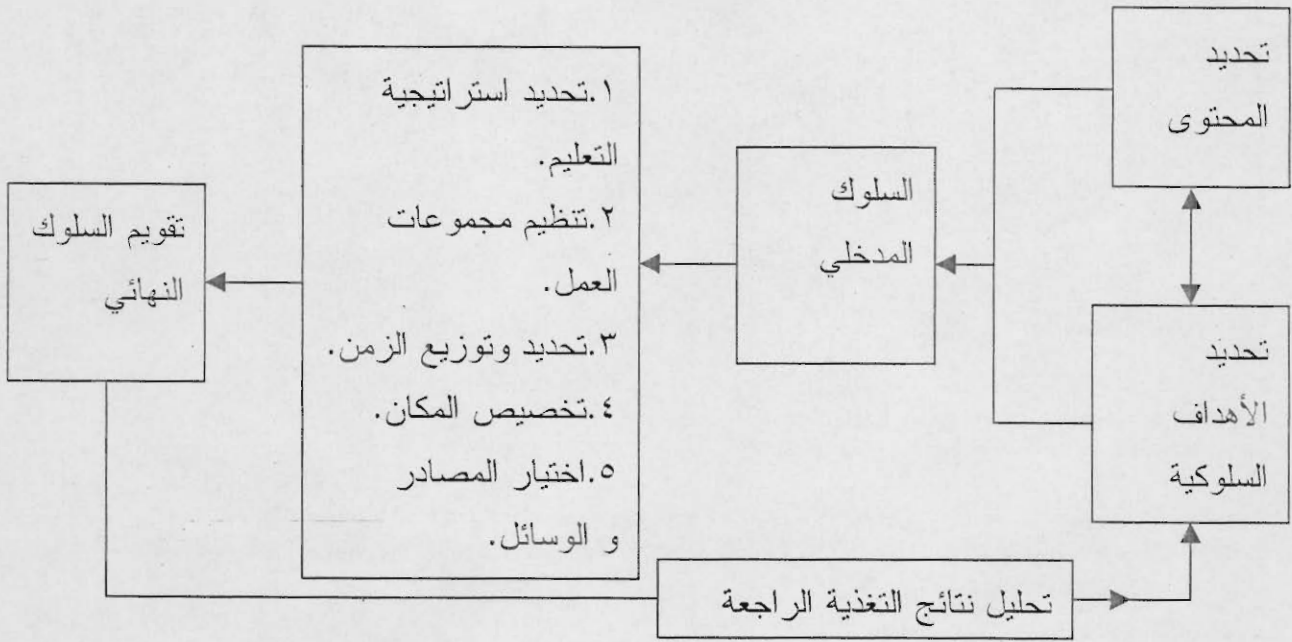 تحديد
المحتوى
تحديد
الأهداف
السلوكية
السلوك
المدخلي
١.تحديد استراتيجية
التعليم.
٢.تنظيم مجموعات
العمل.
٣.تحديد وتوزيع الزمن.
٤.تخصيص المكان.
٥.اختيار المصادر
و الوسائل.
تقويم السلوك
النهائي
تحليل نتائج التغذية الراجعة